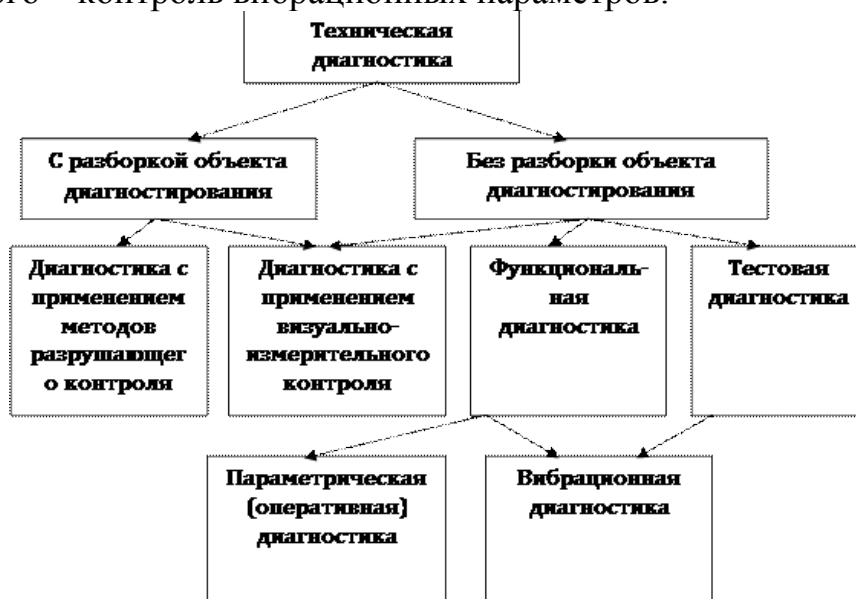 контроль вибрационных параметров.
Техническая
диагностика
С разборкой объекта
диагностирования
Без разборки объекта
диагностирования
Диагностика с
применением
методов
разрушающег
о контроля
Диагностика с
применением
визуально-
измерительного
контроля
Функциональ-
ная
диагностика
Тестовая
диагностика
Параметрическая
(оперативная)
диагностика
Вибрационная
диагностика